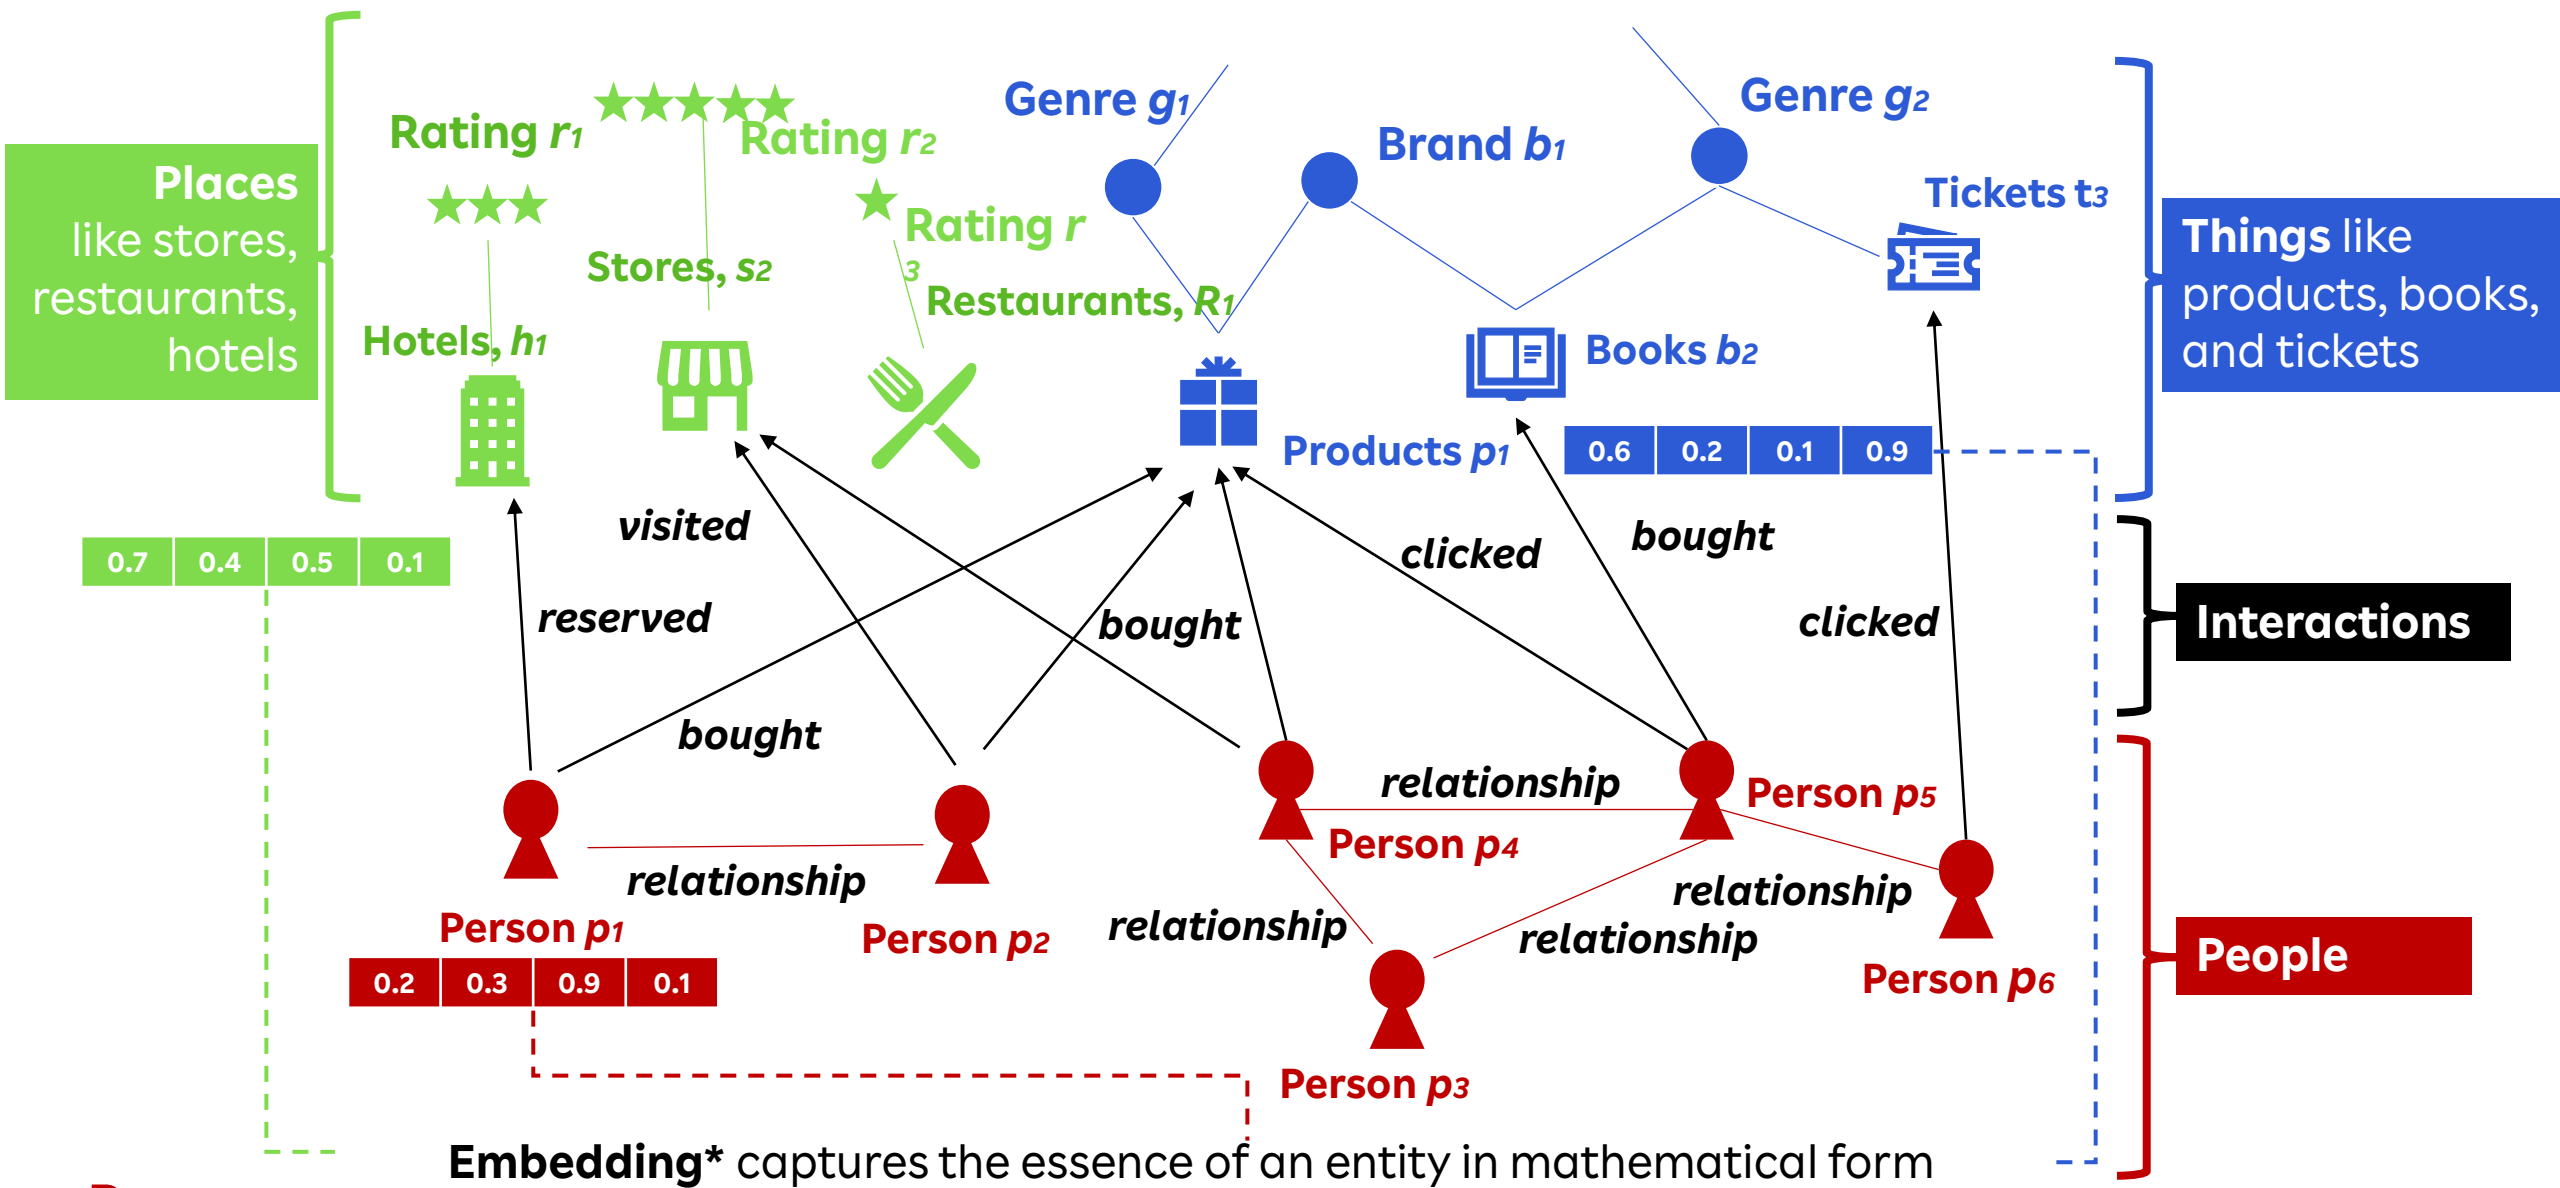 Places
like stores,
restaurants,
hotels
Rating r1
Rating r2
Rating r
3
Stores, s2
Restaurants, R1
Hotels, h1
Genre g1
Brand b1
Genre g2
Tickets t3
Books b2
Products p1
0.6 0.2 0.1 0.9
Things like
products, books,
and tickets
0.7 0.4 0.5 0.1
visited
reserved
bought
bought
clicked
bought
clicked
Interactions
relationship
relationship
relationship
relationship
relationship
Person p1
Person p2
Person p4
Person p5
Person p6
Person p3
0.2 0.3 0.9 0.1
People
Embedding* captures the essence of an entity in mathematical form